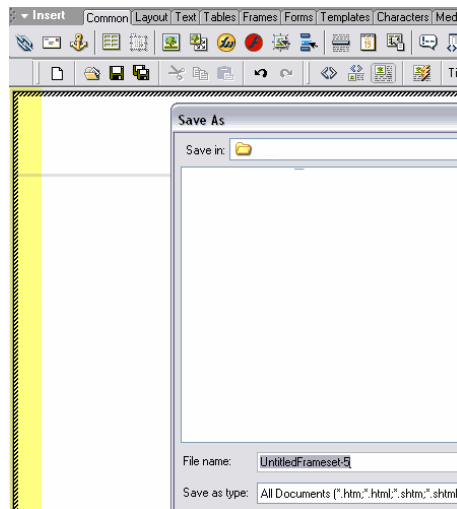 Insert Common Layout Text Tables Frames Forms Templates Characters Med
Ti
Save As
Save in:
File name: UntitledFrameset-5
Save as type: All Documents (*.htm;*.html;*.shtm;*.shtml